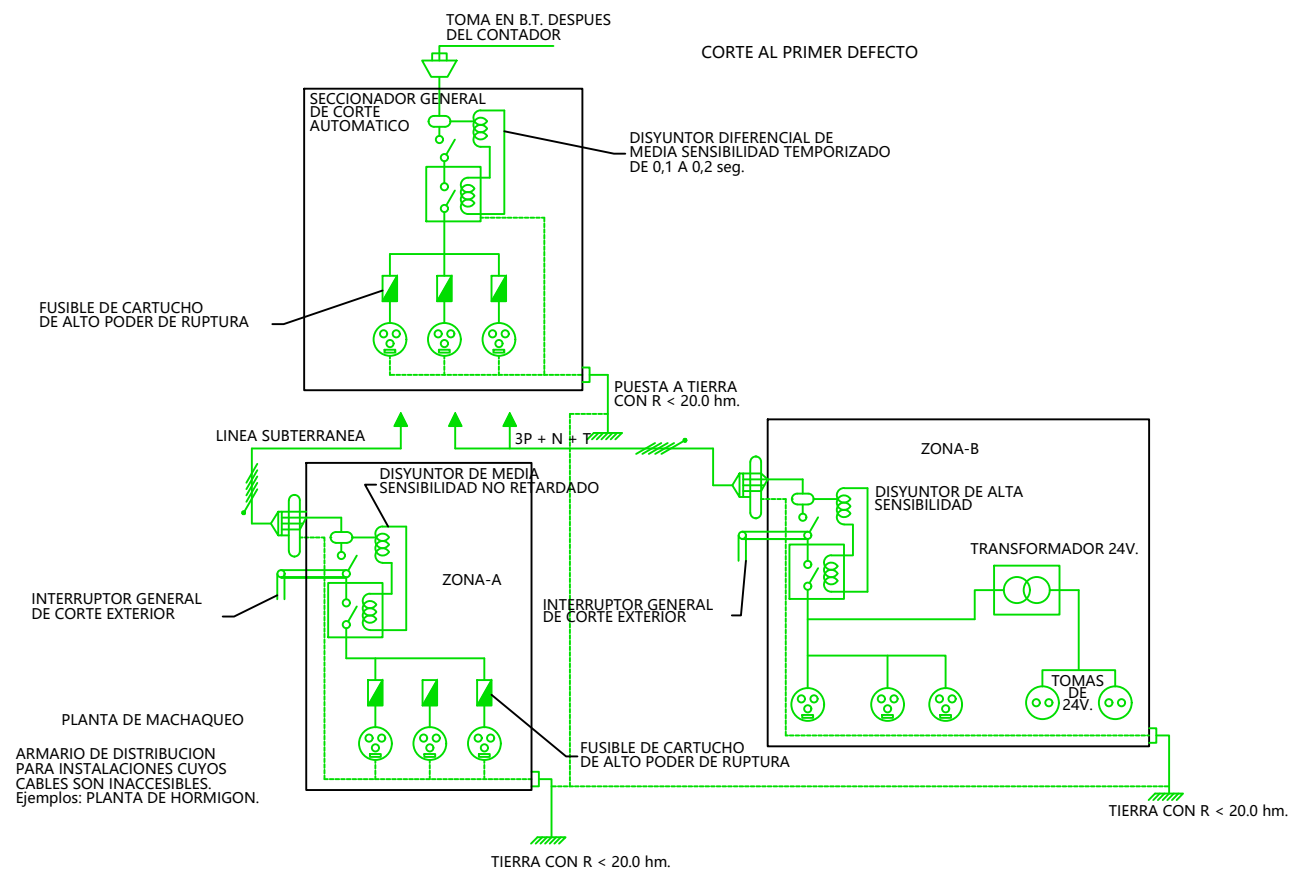 TOMA EN B.T. DESPUES
DEL CONTADOR
CORTE AL PRIMER DEFECTO
SECCIONADOR GENERAL
DE CORTE
AUTOMATICO
DISYUNTOR DIFERENCIAL DE
MEDIA SENSIBILIDAD TEMPORIZADO
DE 0,1 A 0,2 seg.
FUSIBLE DE CARTUCHO
DE ALTO PODER DE RUPTURA
PUESTA A TIERRA
CON R < 20.0 hm.
LINEA SUBTERRANEA
3P + N + T
ZONA-B
DISYUNTOR DE MEDIA
SENSIBILIDAD NO RETARDADO
DISYUNTOR DE ALTA
SENSIBILIDAD
TRANSFORMADOR 24V.
ZONA-A
INTERRUPTOR GENERAL
DE CORTE EXTERIOR
INTERRUPTOR GENERAL
DE CORTE EXTERIOR
TOMAS
DE
24V.
PLANTA DE MACHAQUEO
ARMARIO DE DISTRIBUCION
PARA INSTALACIONES CUYOS
CABLES SON INACCESIBLES.
Ejemplos: PLANTA DE HORMIGON.
FUSIBLE DE CARTUCHO
DE ALTO PODER DE RUPTURA
TIERRA CON R < 20.0 hm.
TIERRA CON R < 20.0 hm.